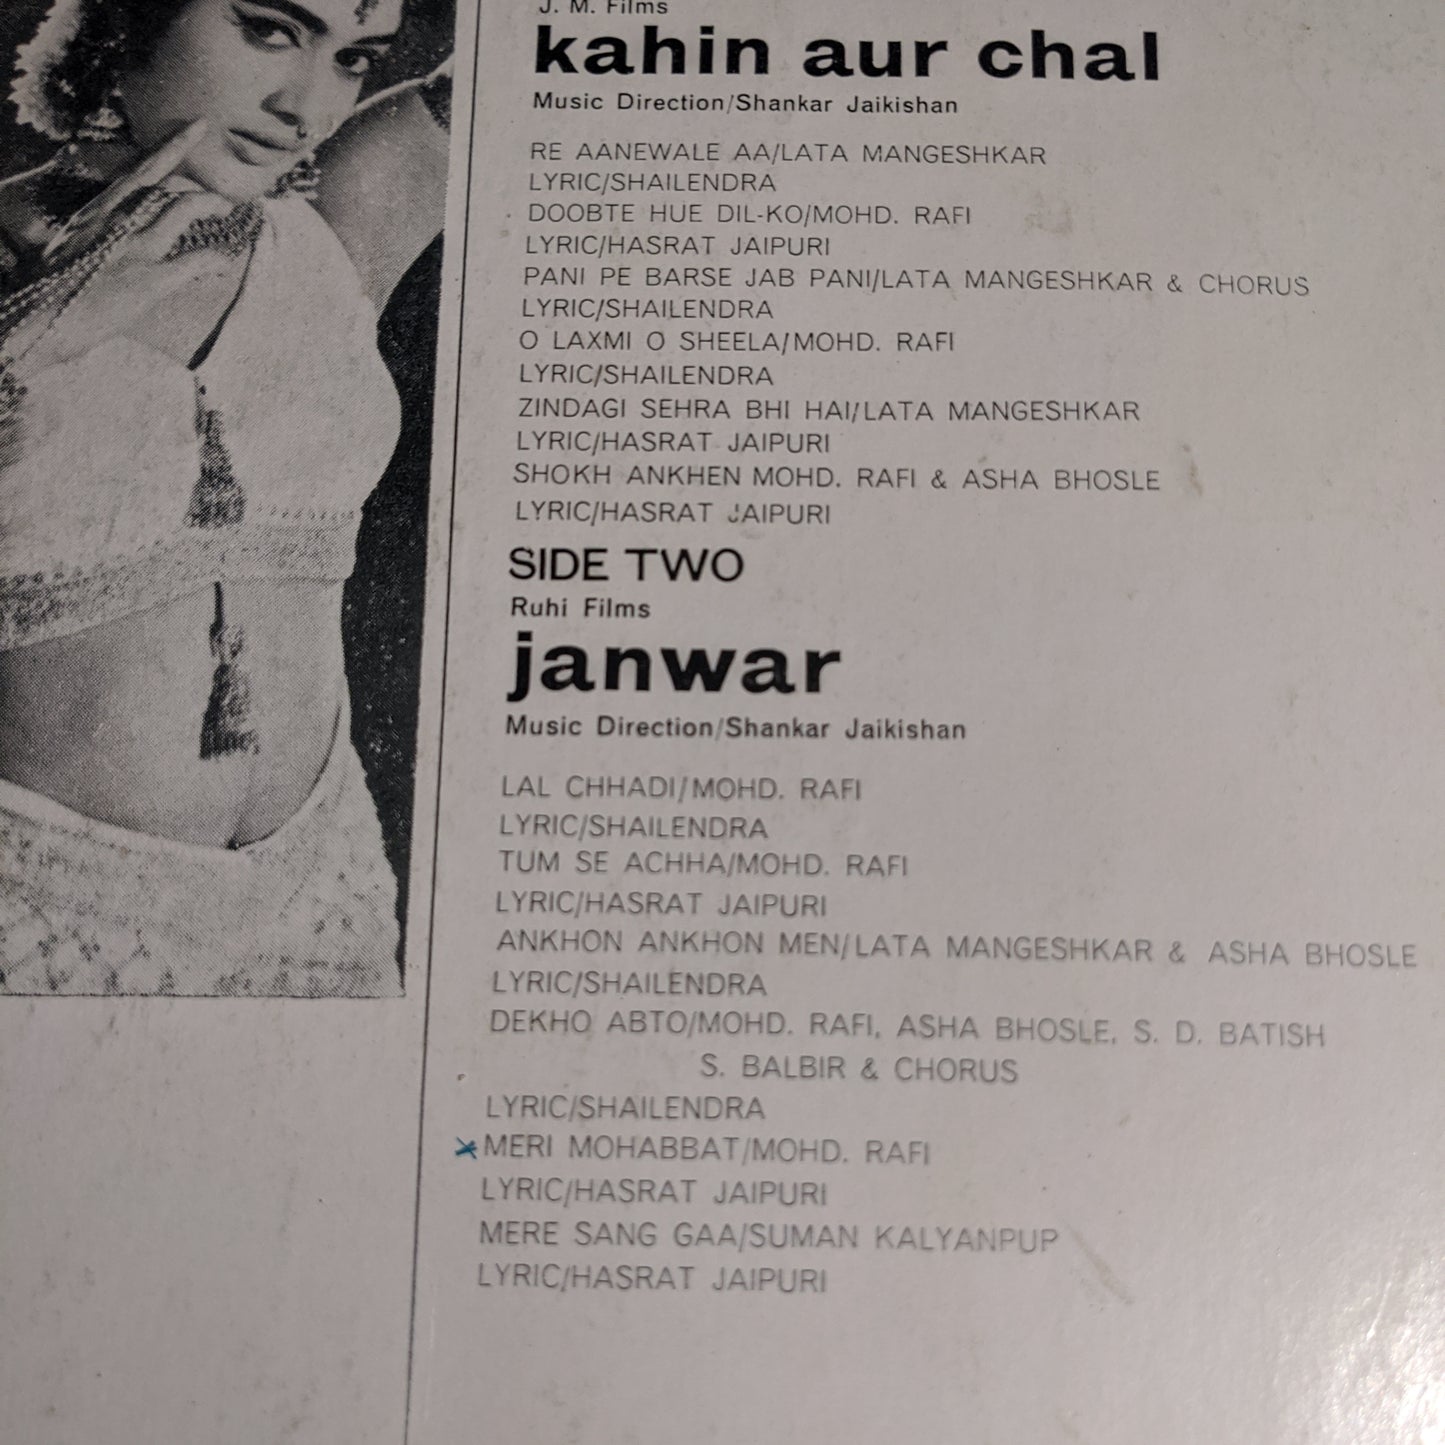 J. M. Films
kahin aur chal
Music Direction/Shankar Jaikishan
RE AANEWALE AA/LATA MANGESHKAR
LYRIC/SHAILENDRA
DOOBTE HUE DIL-KO/MOHD. RAFI
LYRIC/HASRAT JAIPURI
PANI PE BARSE JAB PANI/LATA MANGESHKAR & CHORUS
LYRIC/SHAILENDRA
O LAXMI O SHEELA/MOHD. RAFI
LYRIC/SHAILENDRA
ZINDAGI SEHRA BHI HAI/LATA MANGESHKAR
LYRIC/HASRAT JAIPURI
SHOKH ANKHEN MOHD. RAFI & ASHA BHOSLE
LYRIC/HASRAT JAIPURI
SIDE TWO
Ruhi Films
janwar
Music Direction/Shankar Jaikishan
LAL CHHADI/MOHD. RAFI
LYRIC/SHAILENDRA
TUM SE ACHHA/MOHD. RAFI
LYRIC/HASRAT JAIPURI
ANKHON ANKHON MEN/LATA MANGESHKAR & ASHA BHOSLE
LYRIC/SHAILENDRA
DEKHO ABTO/MOHD. RAFI, ASHA BHOSLE, S. D. BATISH
S. BALBIR & CHORUS
LYRIC/SHAILENDRA
MERI MOHABBAT/MOHD. RAFI
LYRIC/HASRAT JAIPURI
MERE SANG GAA/SUMAN KALYANPUP
LYRIC/HASRAT JAIPURI